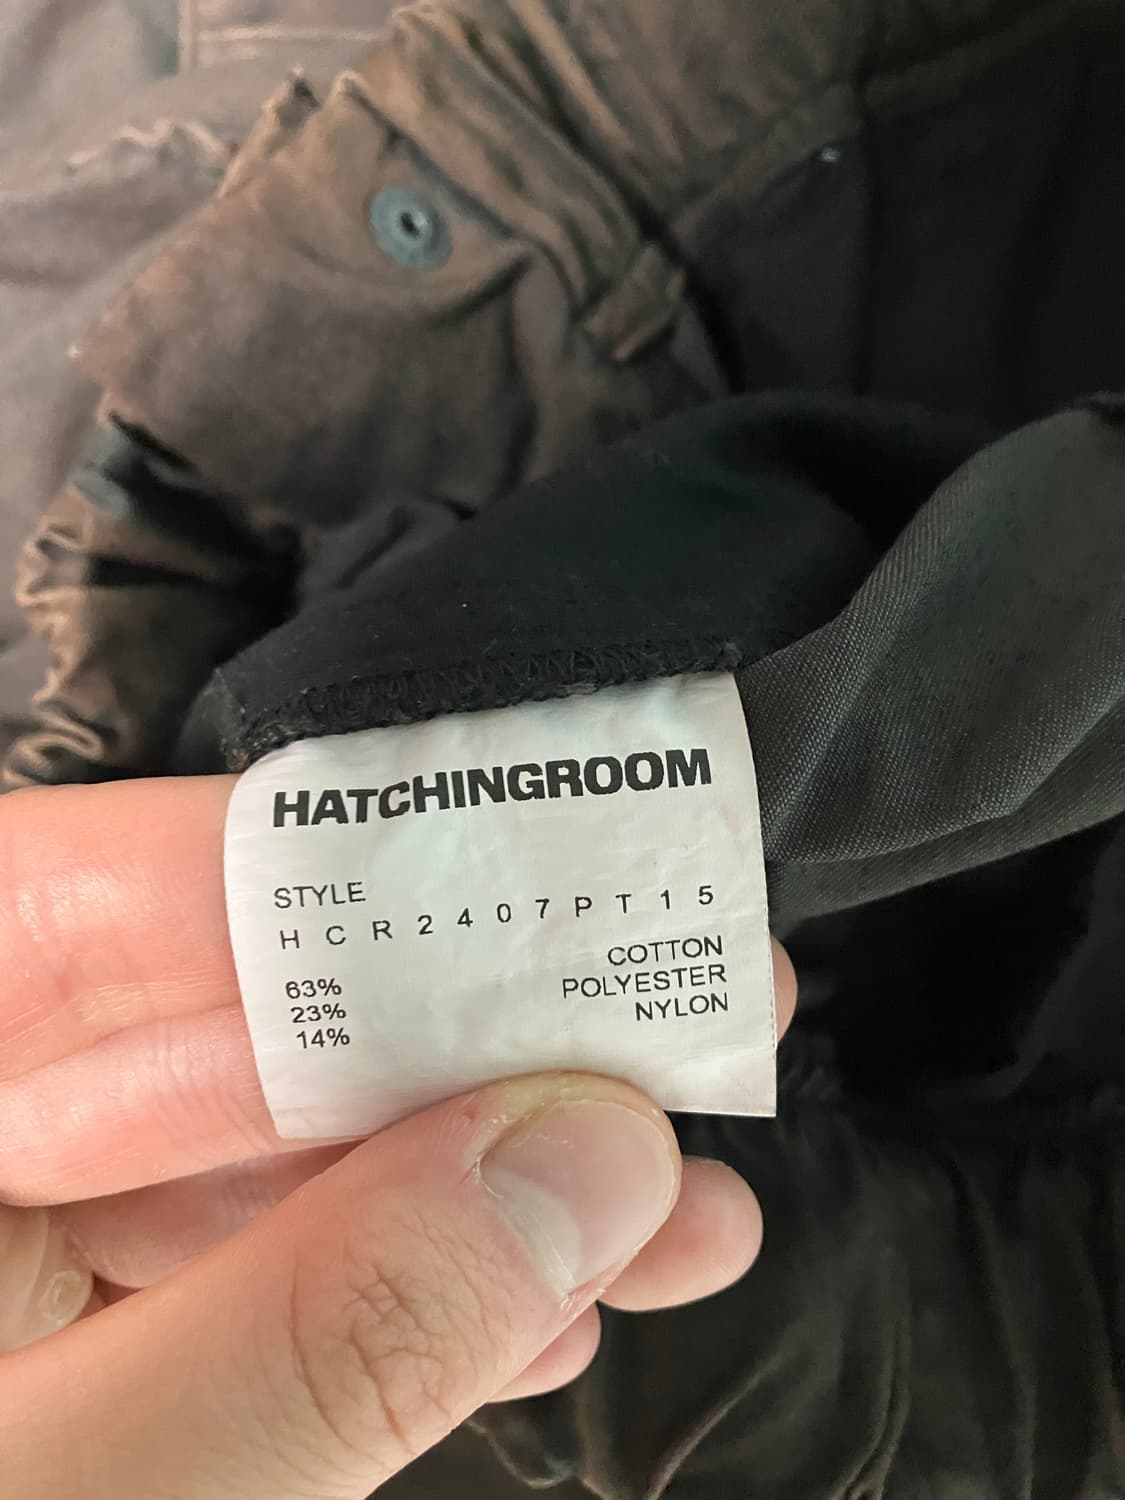 HATCHINGROOM
STYLE
H C R 2 4 0 7 P T 1 5
63% COTTON
23% POLYESTER
14% NYLON